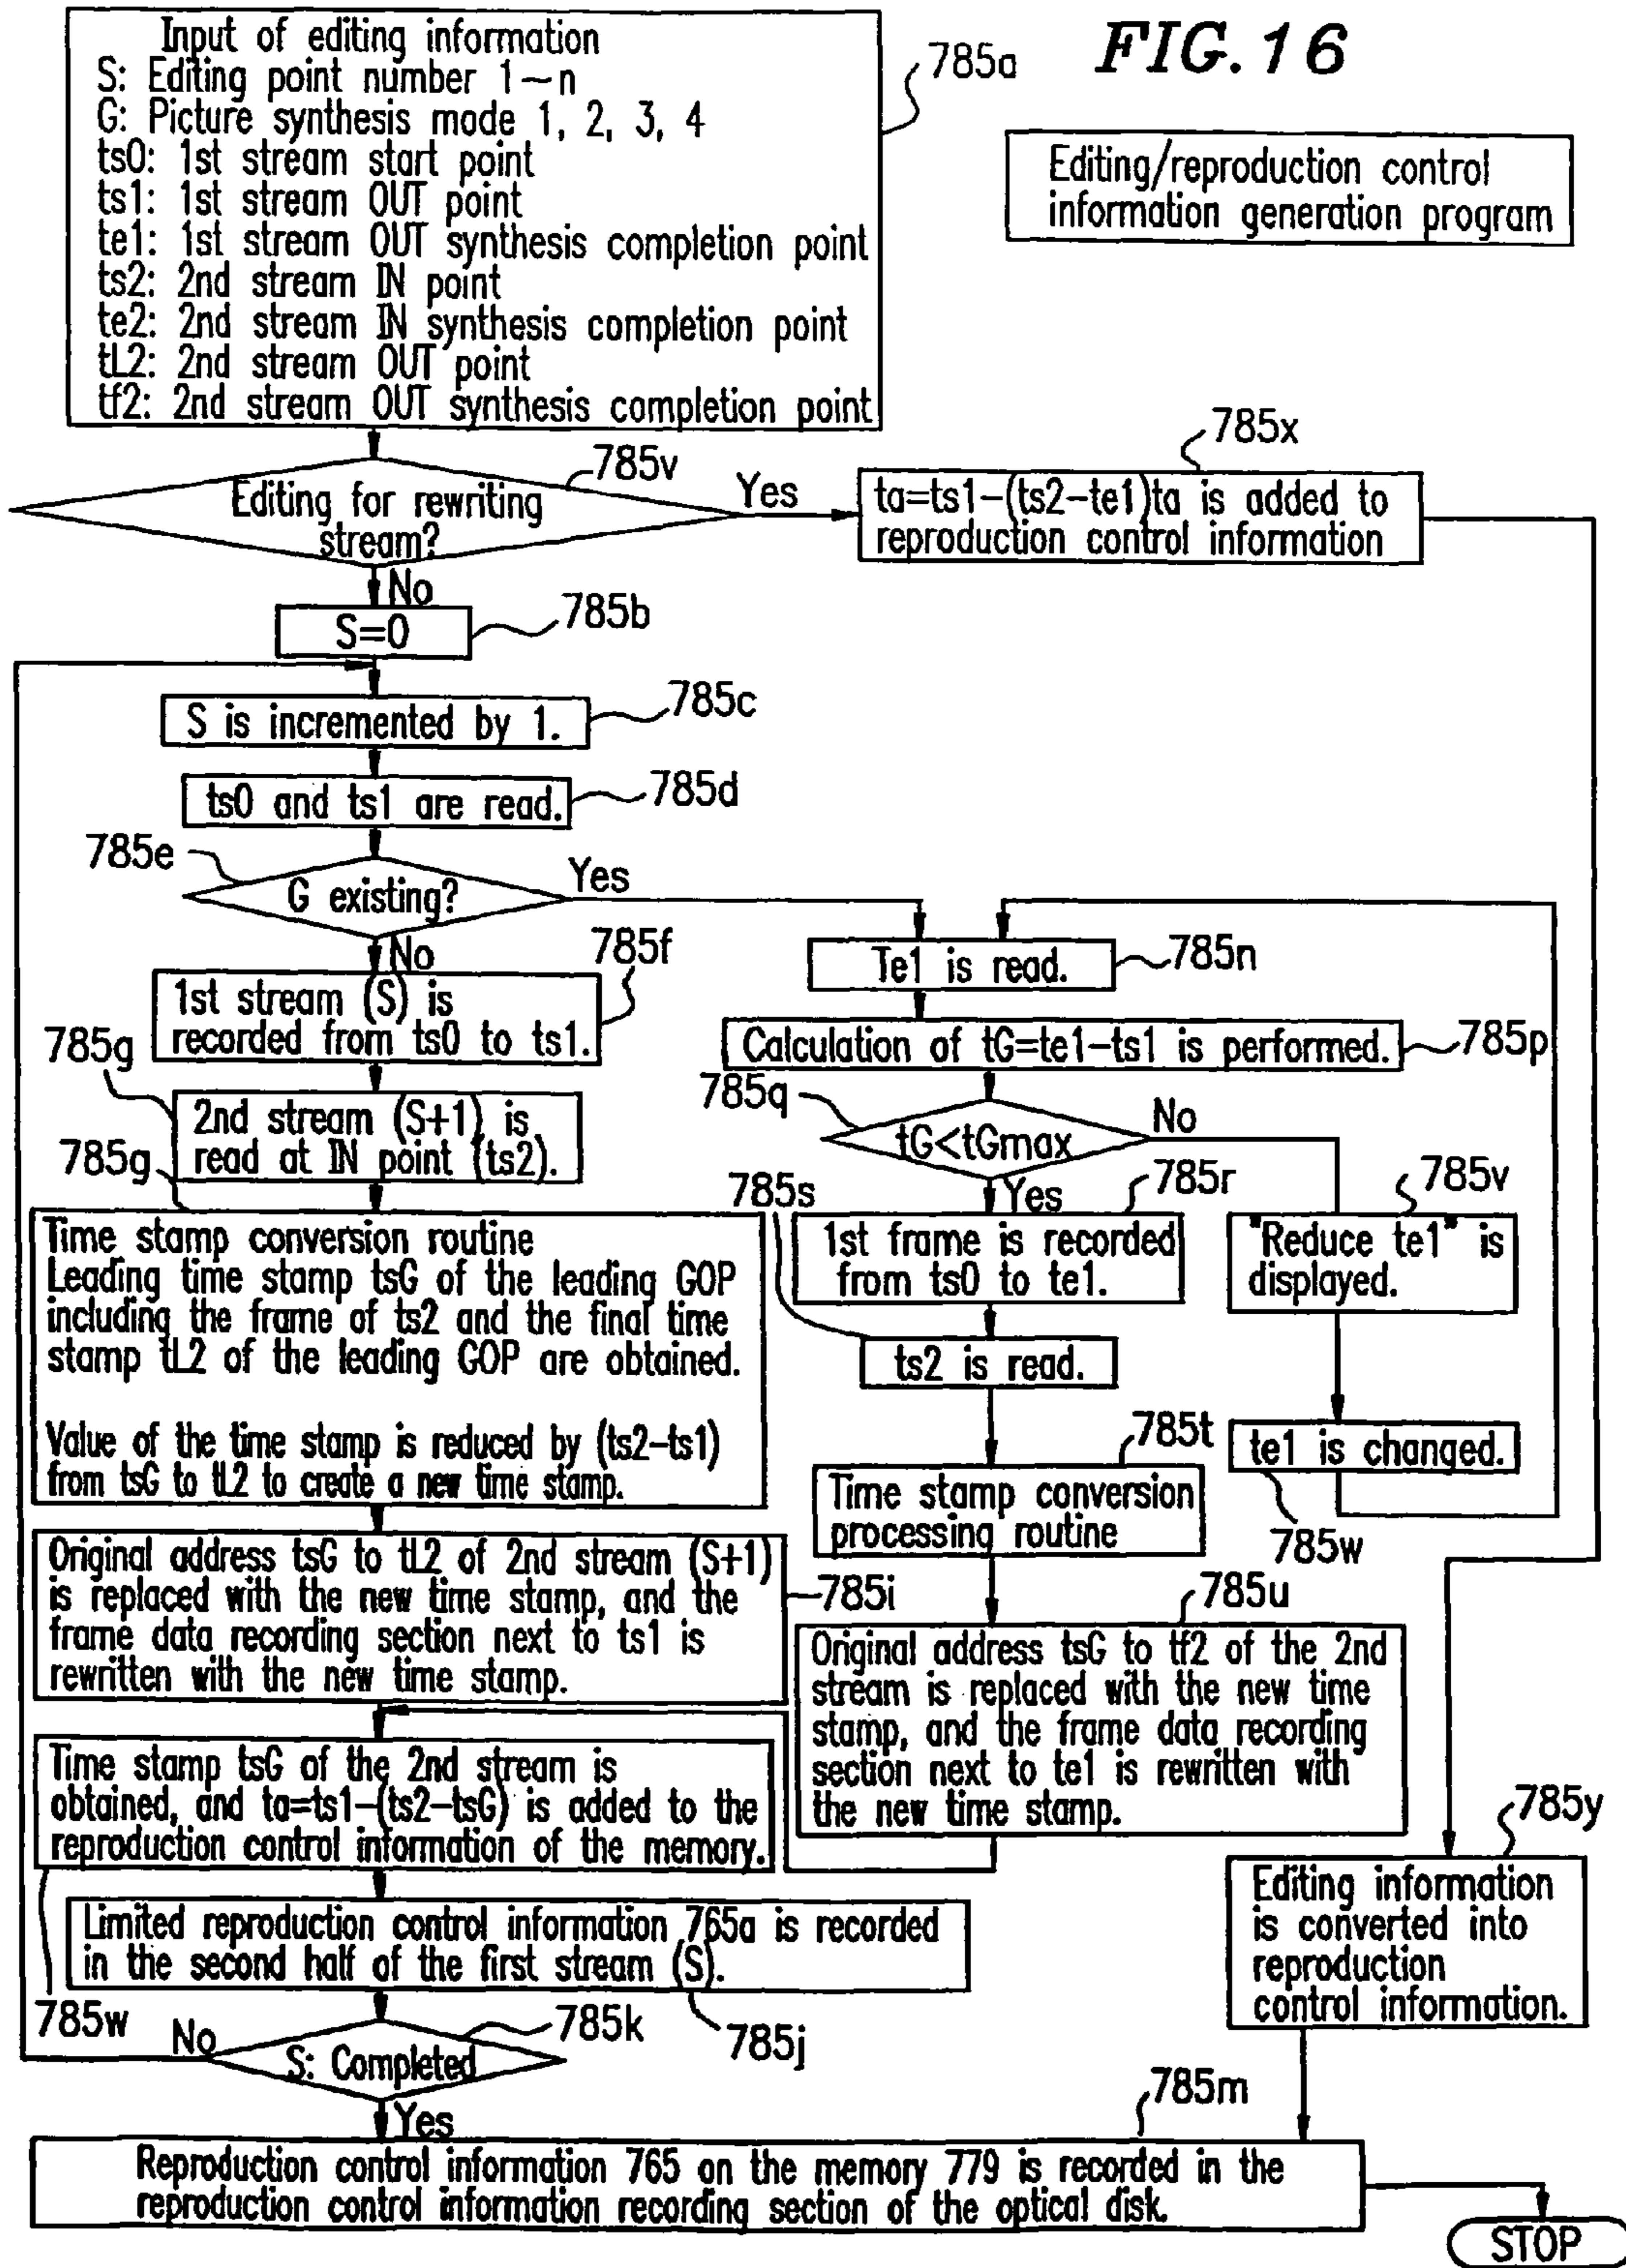 FIG. 16
Editing/reproduction control
information generation program
Input of editing information
S: Editing point number 1~n
G: Picture synthesis mode 1, 2, 3, 4
ts0: 1st stream start point
ts1: 1st stream OUT point
te1: 1st stream OUT synthesis completion point
ts2: 2nd stream IN point
te2: 2nd stream IN synthesis completion point
tL2: 2nd stream OUT point
tf2: 2nd stream OUT synthesis completion point
785a
Editing for rewriting
stream?
785v
Yes
No
ta=ts1-(ts2-te1)ta is added to
reproduction control information
785x
S=0
785b
S is incremented by 1.
785c
ts0 and ts1 are read.
785d
785e
G existing?
Yes
No
1st stream (S) is
recorded from ts0 to ts1.
785f
785g
2nd stream (S+1) is
read at IN point (ts2).
785g
Time stamp conversion routine
Leading time stamp tsG of the leading GOP
including the frame of ts2 and the final time
stamp tL2 of the leading GOP are obtained.
Value of the time stamp is reduced by (ts2-ts1)
from tsG to tL2 to create a new time stamp.
Original address tsG to tL2 of 2nd stream (S+1)
is replaced with the new time stamp, and the
frame data recording section next to ts1 is
rewritten with the new time stamp.
785i
Time stamp tsG of the 2nd stream is
obtained, and ta=ts1-(ts2-tsG) is added to the
reproduction control information of the memory.
785w
Limited reproduction control information 765a is recorded
in the second half of the first stream (S).
785j
S: Completed
785k
No
Yes
Te1 is read.
785n
Calculation of tG=te1-ts1 is performed.
785p
785q
tG<tGmax
No
Yes
1st frame is recorded
from ts0 to te1.
785r
785s
ts2 is read.
"Reduce te1" is
displayed.
785v
te1 is changed.
785w
Time stamp conversion
processing routine
785t
Original address tsG to tf2 of the 2nd
stream is replaced with the new time
stamp, and the frame data recording
section next to te1 is rewritten with
the new time stamp.
785u
Editing information
is converted into
reproduction
control information.
785y
Reproduction control information 765 on the memory 779 is recorded in the
reproduction control information recording section of the optical disk.
785m
STOP